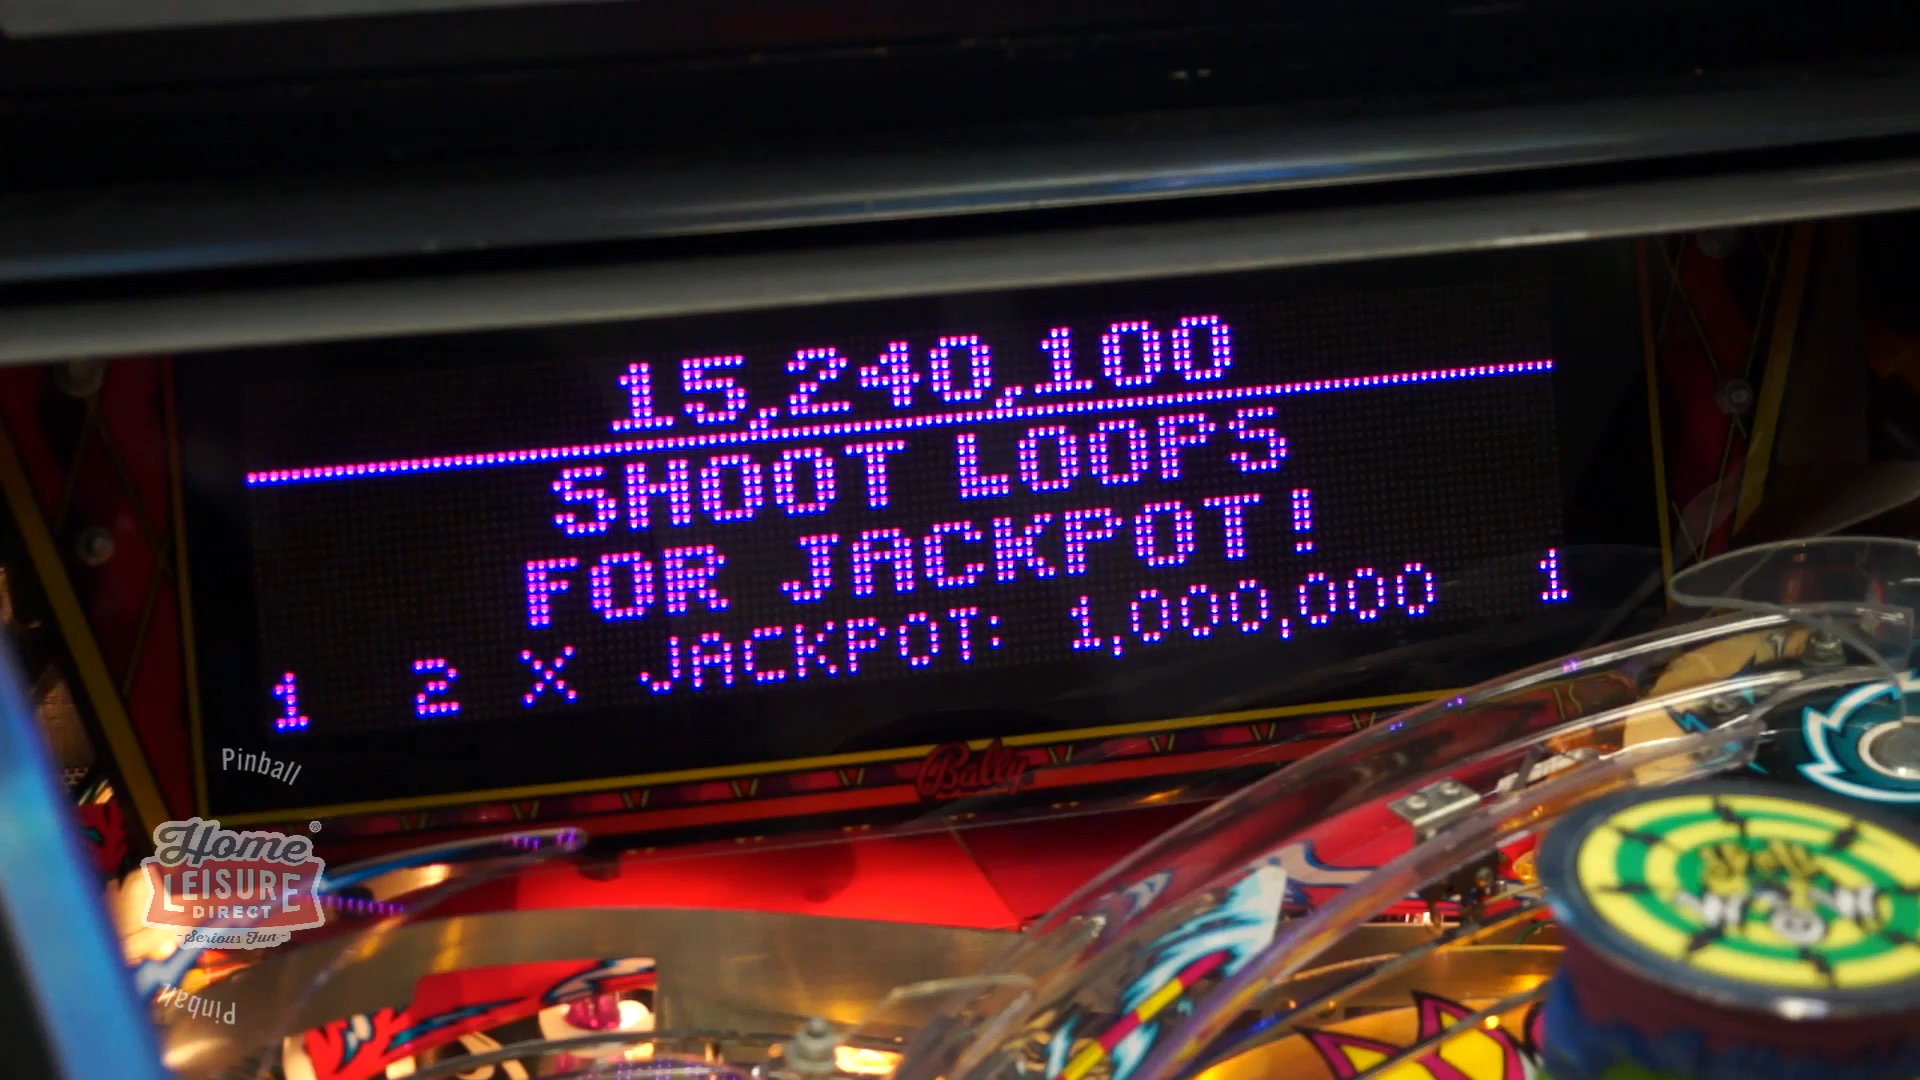 15,240,100
SHOOT LOOPS
FOR JACKPOT!
1 2 X JACKPOT: 1,000,000 1
Bally
Pinball
Home®
LEISURE
DIRECT
-Serious Fun-
Pinball